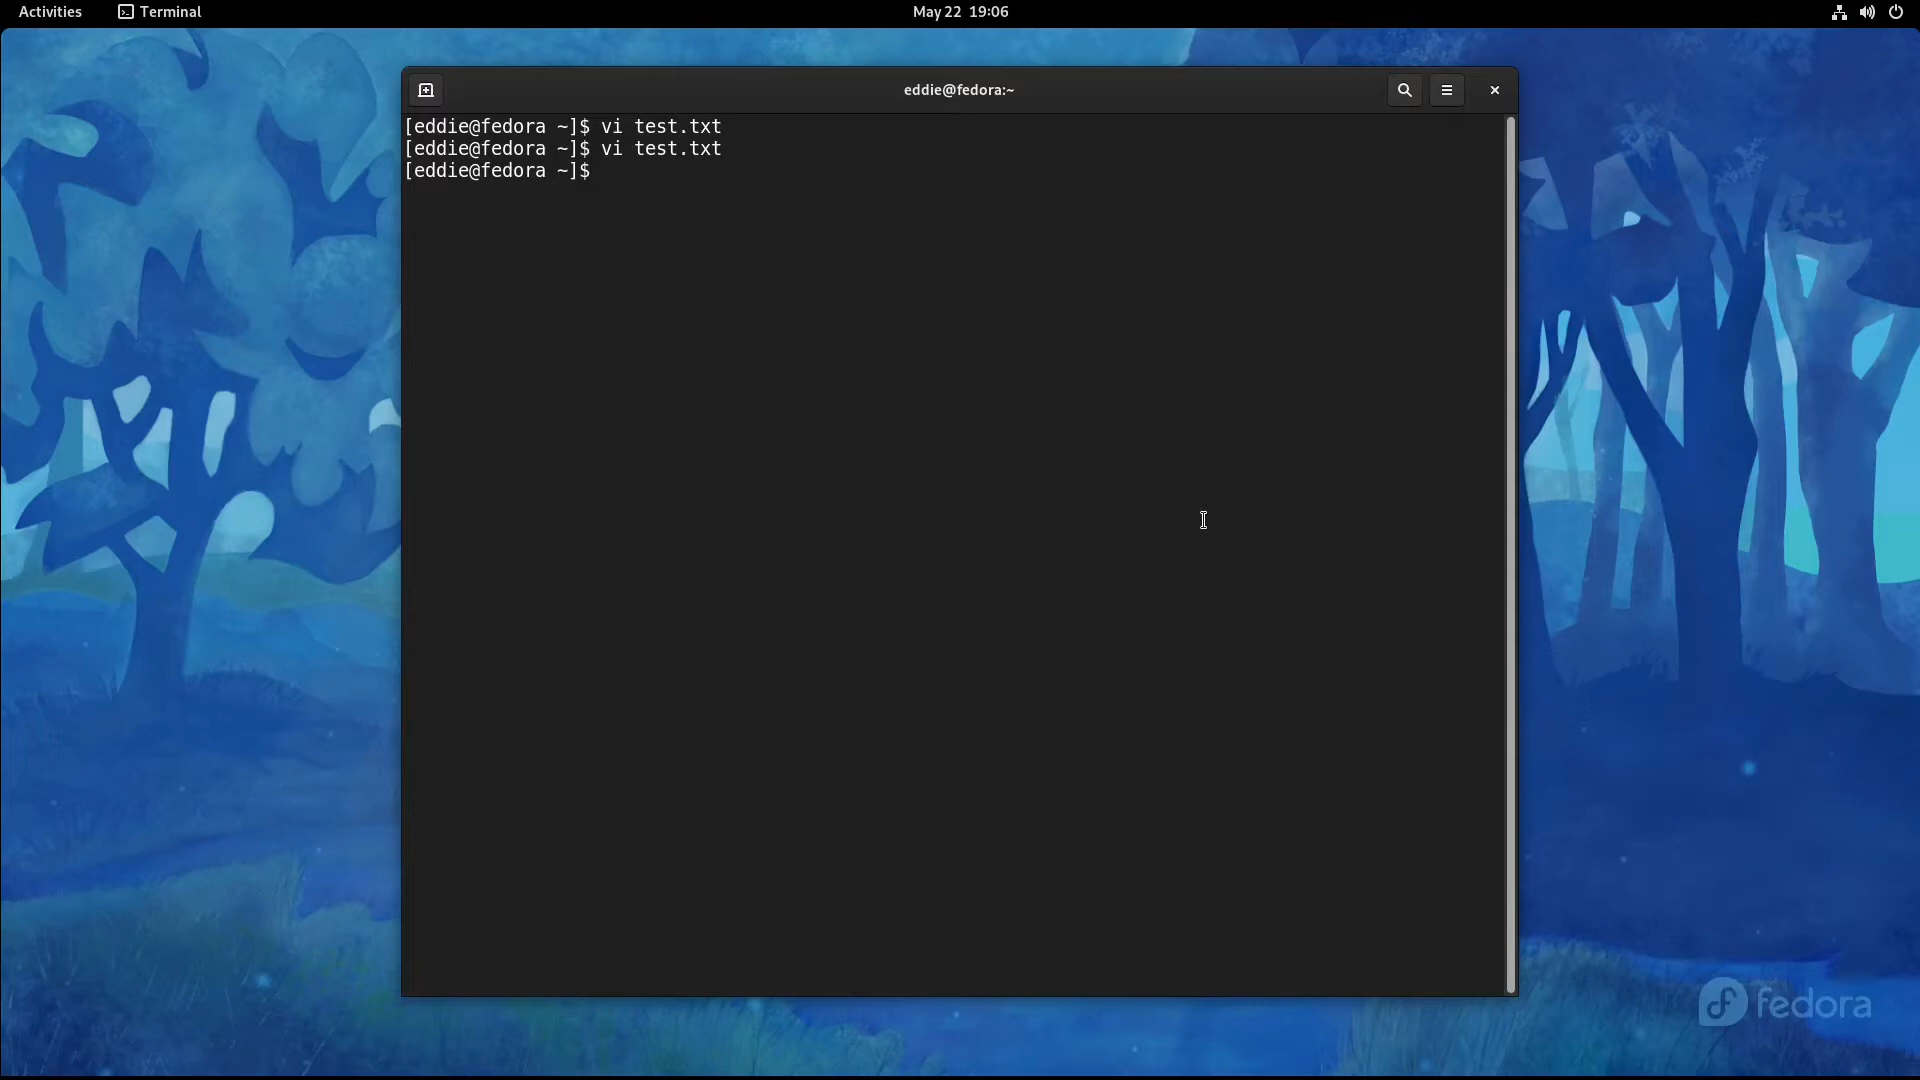 Activities Terminal May 22 19:06
eddie@fedora:~
[eddie@fedora ~]$ vi test.txt
[eddie@fedora ~]$ vi test.txt
[eddie@fedora ~]$
fedora